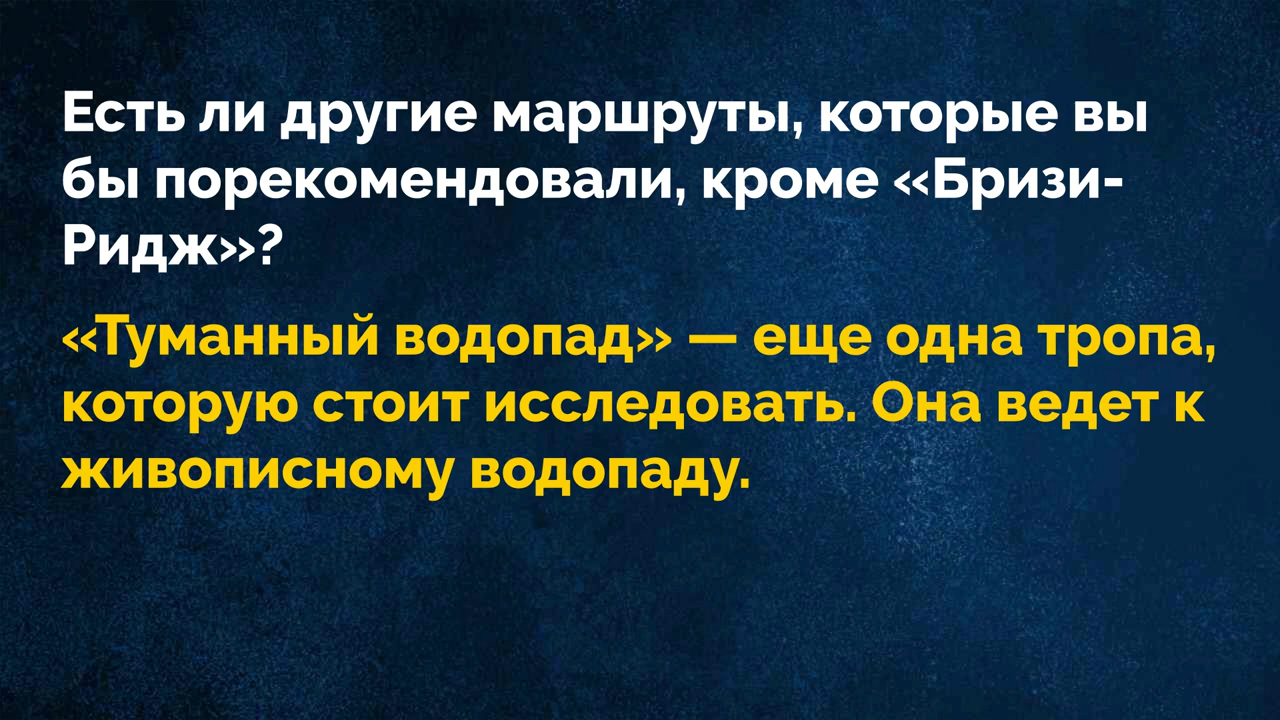 Есть ли другие маршруты, которые вы
бы порекомендовали, кроме «Бризи-
Ридж»?
«Туманный водопад» — еще одна тропа,
которую стоит исследовать. Она ведет к
живописному водопаду.